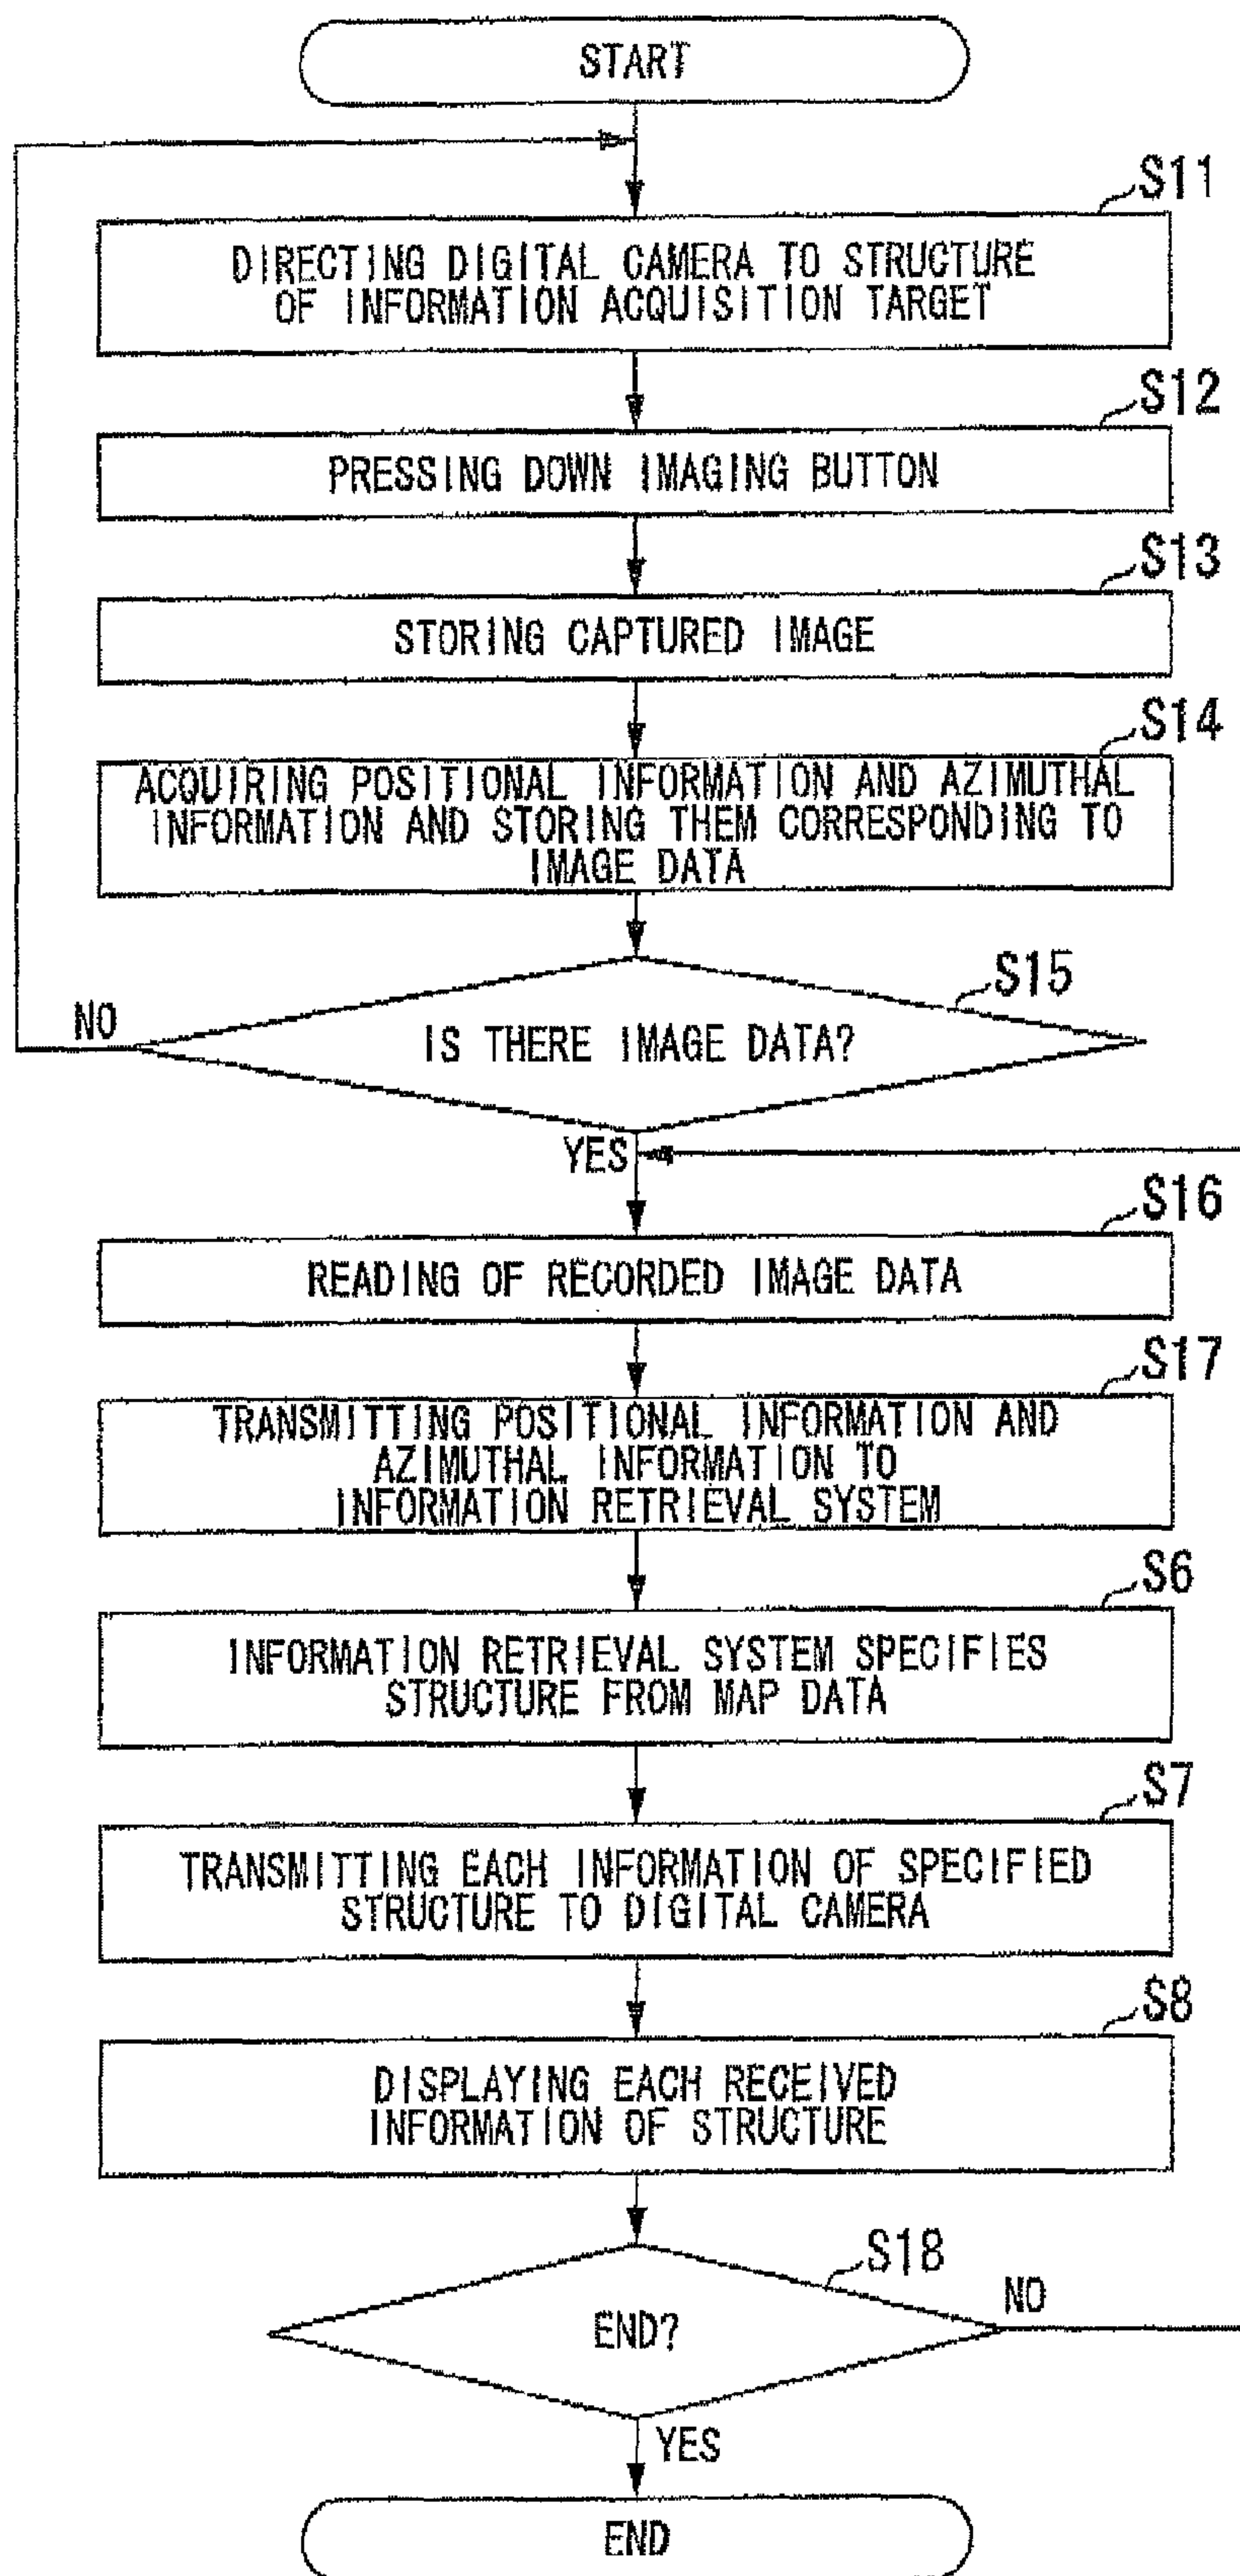 START
S11
DIRECTING DIGITAL CAMERA TO STRUCTURE
OF INFORMATION ACQUISITION TARGET
S12
PRESSING DOWN IMAGING BUTTON
S13
STORING CAPTURED IMAGE
S14
ACQUIRING POSITIONAL INFORMATION AND AZIMUTHAL
INFORMATION AND STORING THEM CORRESPONDING TO
IMAGE DATA
S15
NO
IS THERE IMAGE DATA?
YES
S16
READING OF RECORDED IMAGE DATA
S17
TRANSMITTING POSITIONAL INFORMATION AND
AZIMUTHAL INFORMATION TO
INFORMATION RETRIEVAL SYSTEM
S6
INFORMATION RETRIEVAL SYSTEM SPECIFIES
STRUCTURE FROM MAP DATA
S7
TRANSMITTING EACH INFORMATION OF SPECIFIED
STRUCTURE TO DIGITAL CAMERA
S8
DISPLAYING EACH RECEIVED
INFORMATION OF STRUCTURE
S18
NO
END?
YES
END